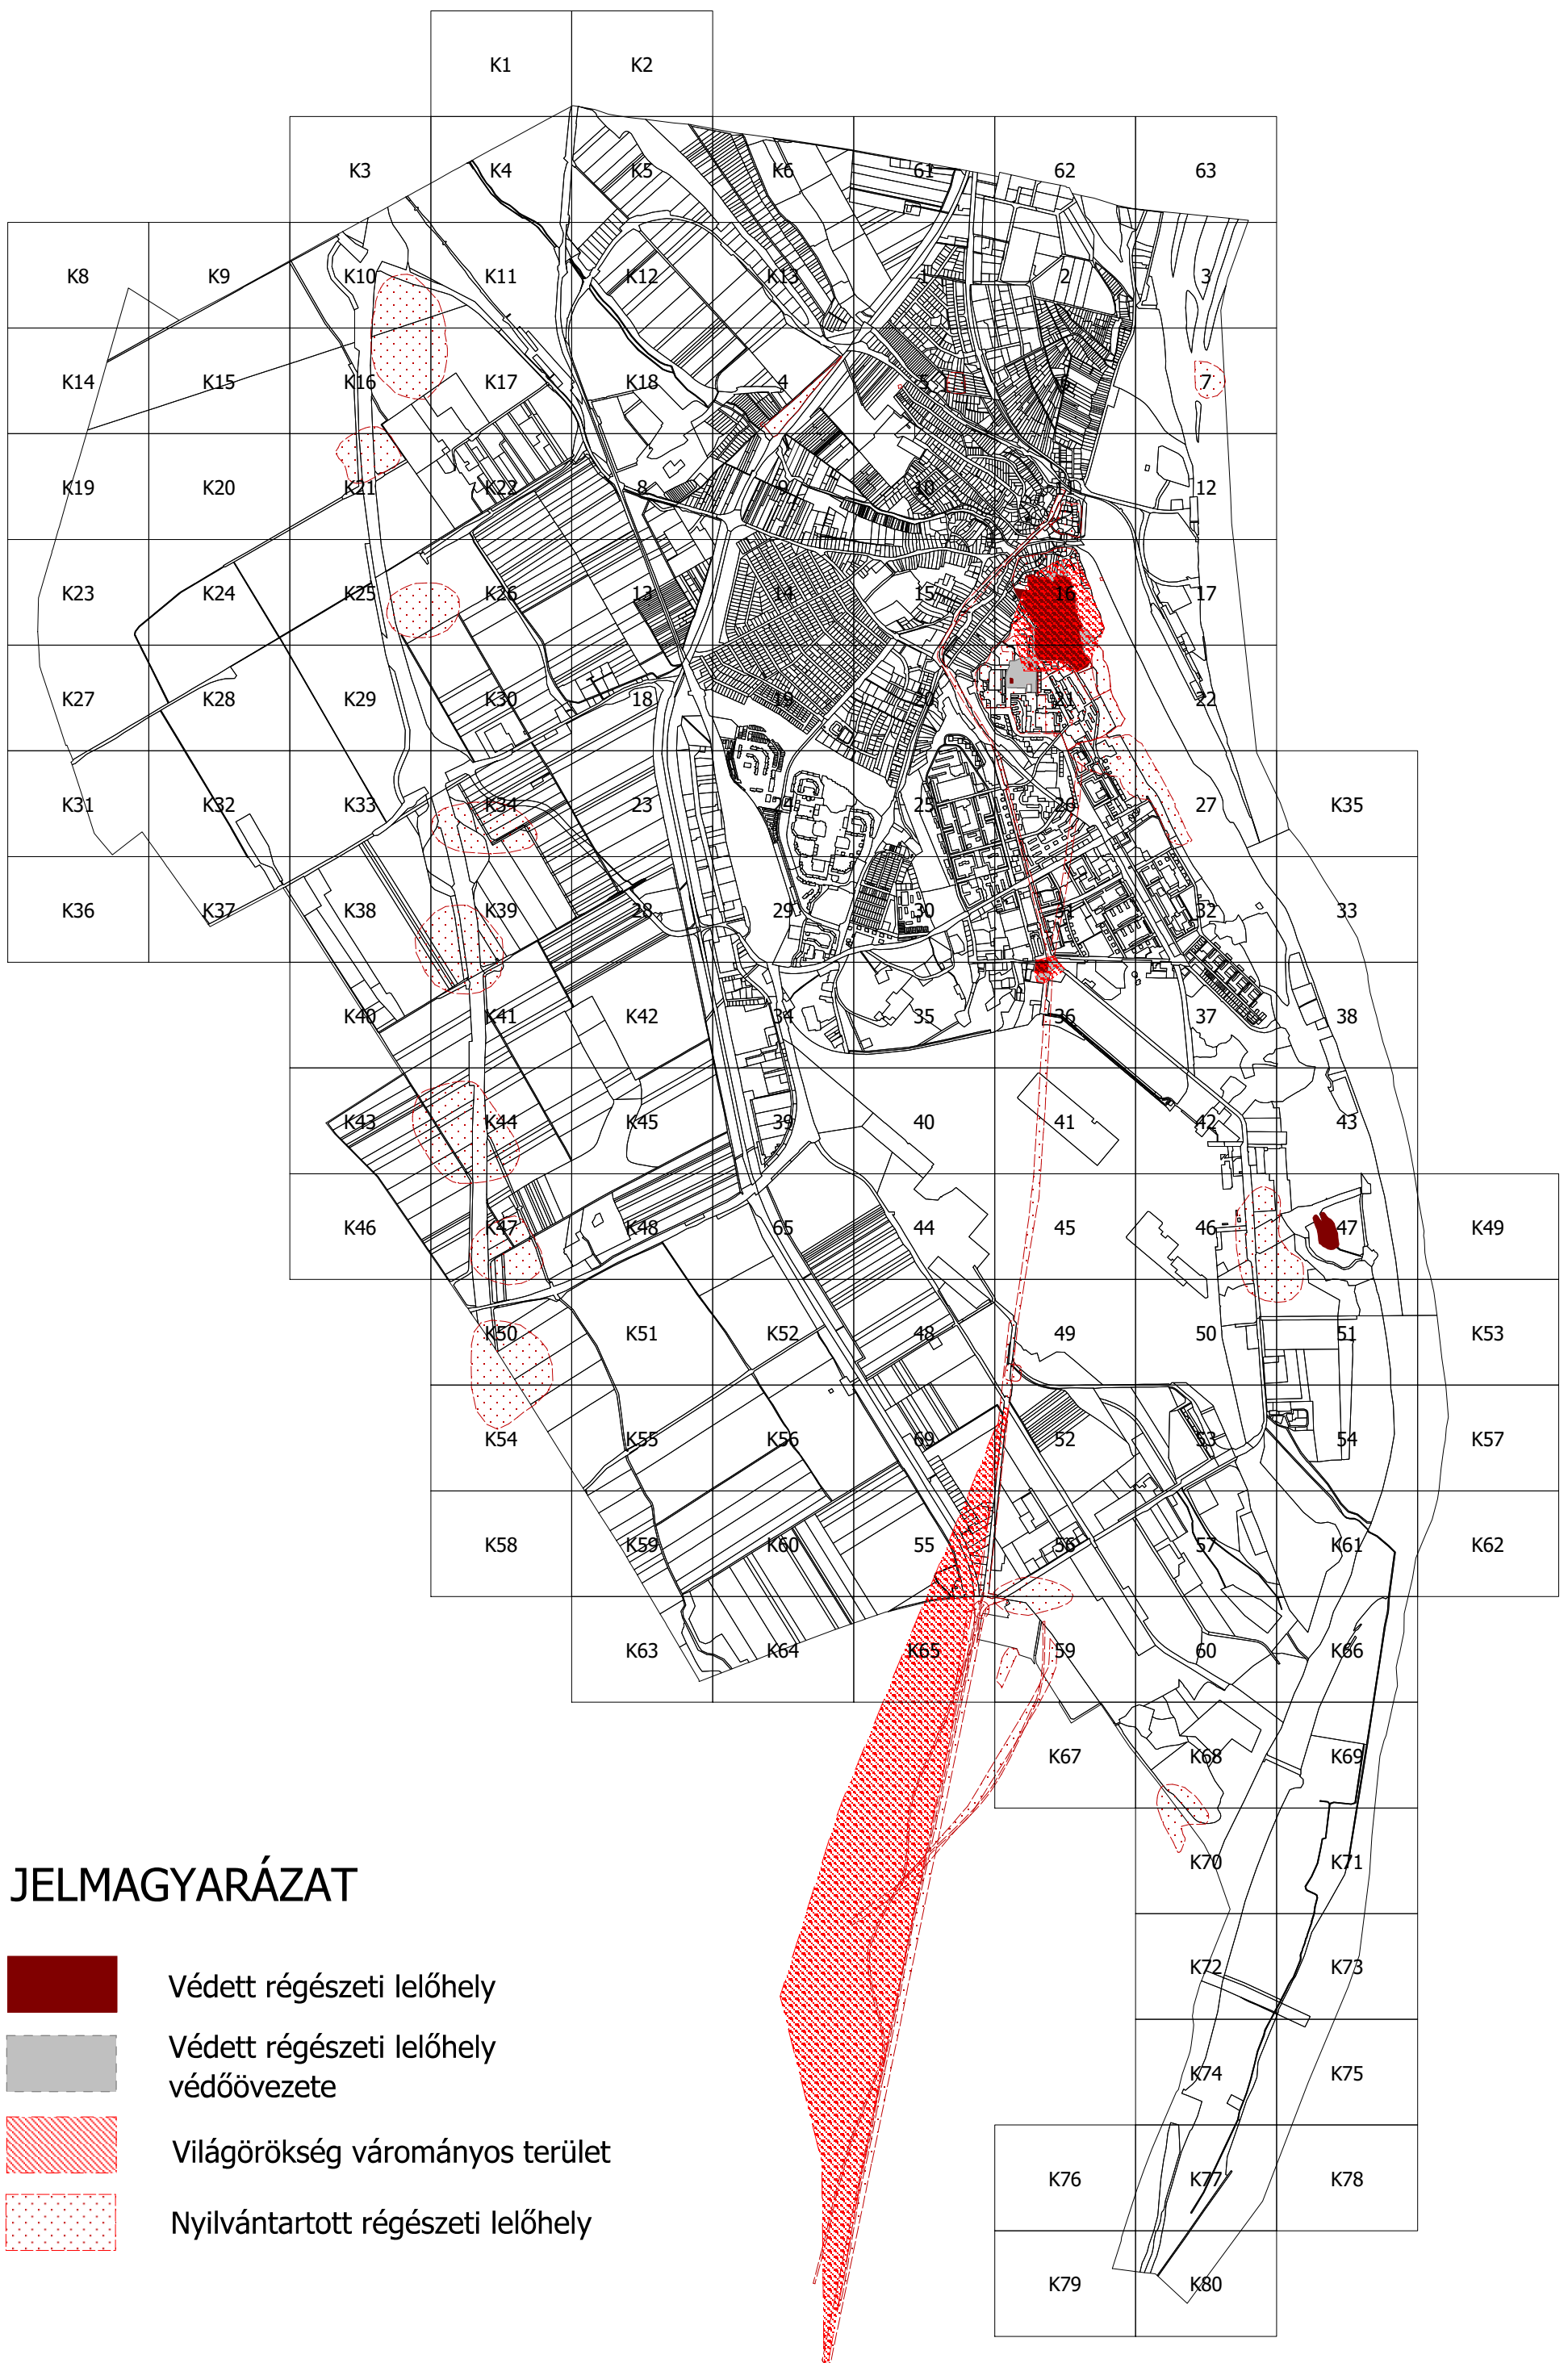 K1 K2
K3 K4 K5 K6 61 62 63
K8 K9 K10 K11 K12 K13 1 2 3
K14 K15 K16 K17 K18 4 5 6 7
K19 K20 K21 K22 8 9 10 11 12
K23 K24 K25 K26 13 14 15 16 17
K27 K28 K29 K30 18 19 20 21 22
K31 K32 K33 K34 23 24 25 26 27 K35
K36 K37 K38 K39 28 29 30 31 32 33
K40 K41 K42 34 35 36 37 38
K43 K44 K45 39 40 41 42 43
K46 K47 K48 65 44 45 46 47 K49
K50 K51 K52 48 49 50 51 K53
K54 K55 K56 69 52 53 54 K57
K58 K59 K60 55 56 57 K61 K62
K63 K64 K65 59 60 K66
K67 K68 K69
K70 K71
K72 K73
K74 K75
K76 K77 K78
K79 K80
JELMAGYARÁZAT
Védett régészeti lelőhely
Védett régészeti lelőhely
védőövezete
Világörökség várományos terület
Nyilvántartott régészeti lelőhely